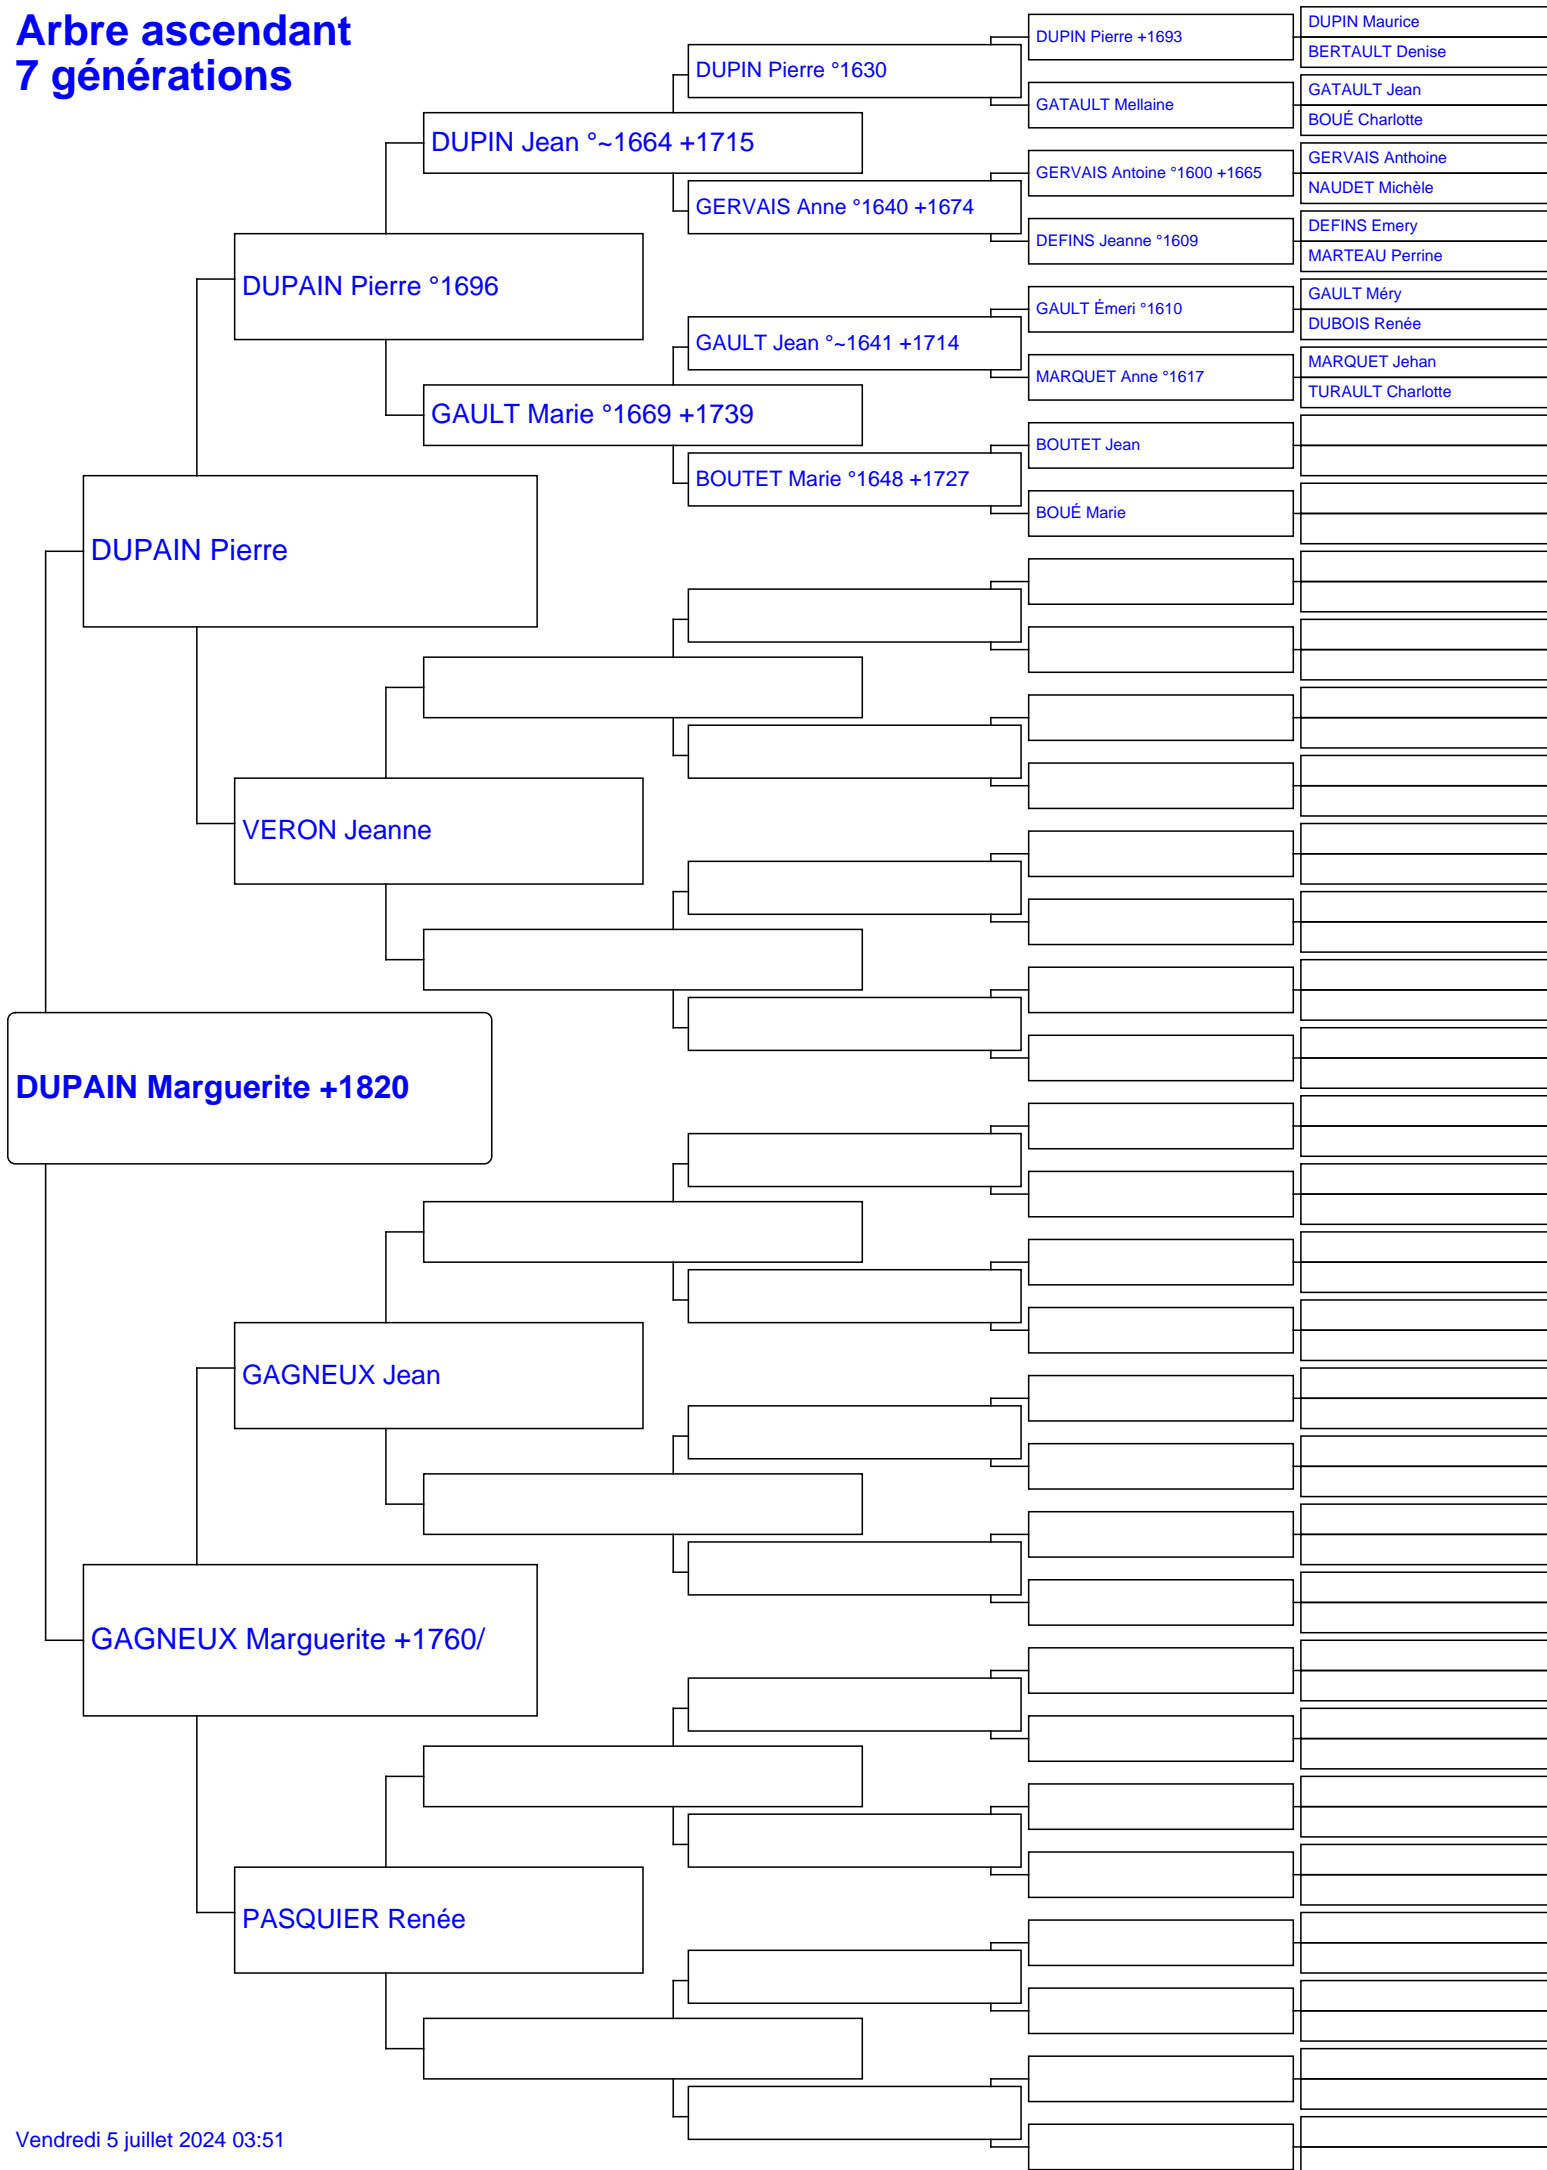 Arbre ascendant
7 générations
DUPIN Maurice
BERTAULT Denise
DUPIN Pierre +1693
DUPIN Pierre °1630
GATAULT Jean
GATAULT Mellaine
BOUÉ Charlotte
DUPIN Jean °~1664 +1715
GERVAIS Anthoine
GERVAIS Antoine °1600 +1665
NAUDET Michèle
GERVAIS Anne °1640 +1674
DEFINS Emery
DEFINS Jeanne °1609
MARTEAU Perrine
DUPAIN Pierre °1696
GAULT Méry
GAULT Émeri °1610
DUBOIS Renée
GAULT Jean °~1641 +1714
MARQUET Jehan
MARQUET Anne °1617
TURAULT Charlotte
GAULT Marie °1669 +1739
BOUTET Jean
BOUTET Marie °1648 +1727
BOUÉ Marie
DUPAIN Pierre
VERON Jeanne
DUPAIN Marguerite +1820
GAGNEUX Jean
GAGNEUX Marguerite +1760/
PASQUIER Renée
Vendredi 5 juillet 2024 03:51